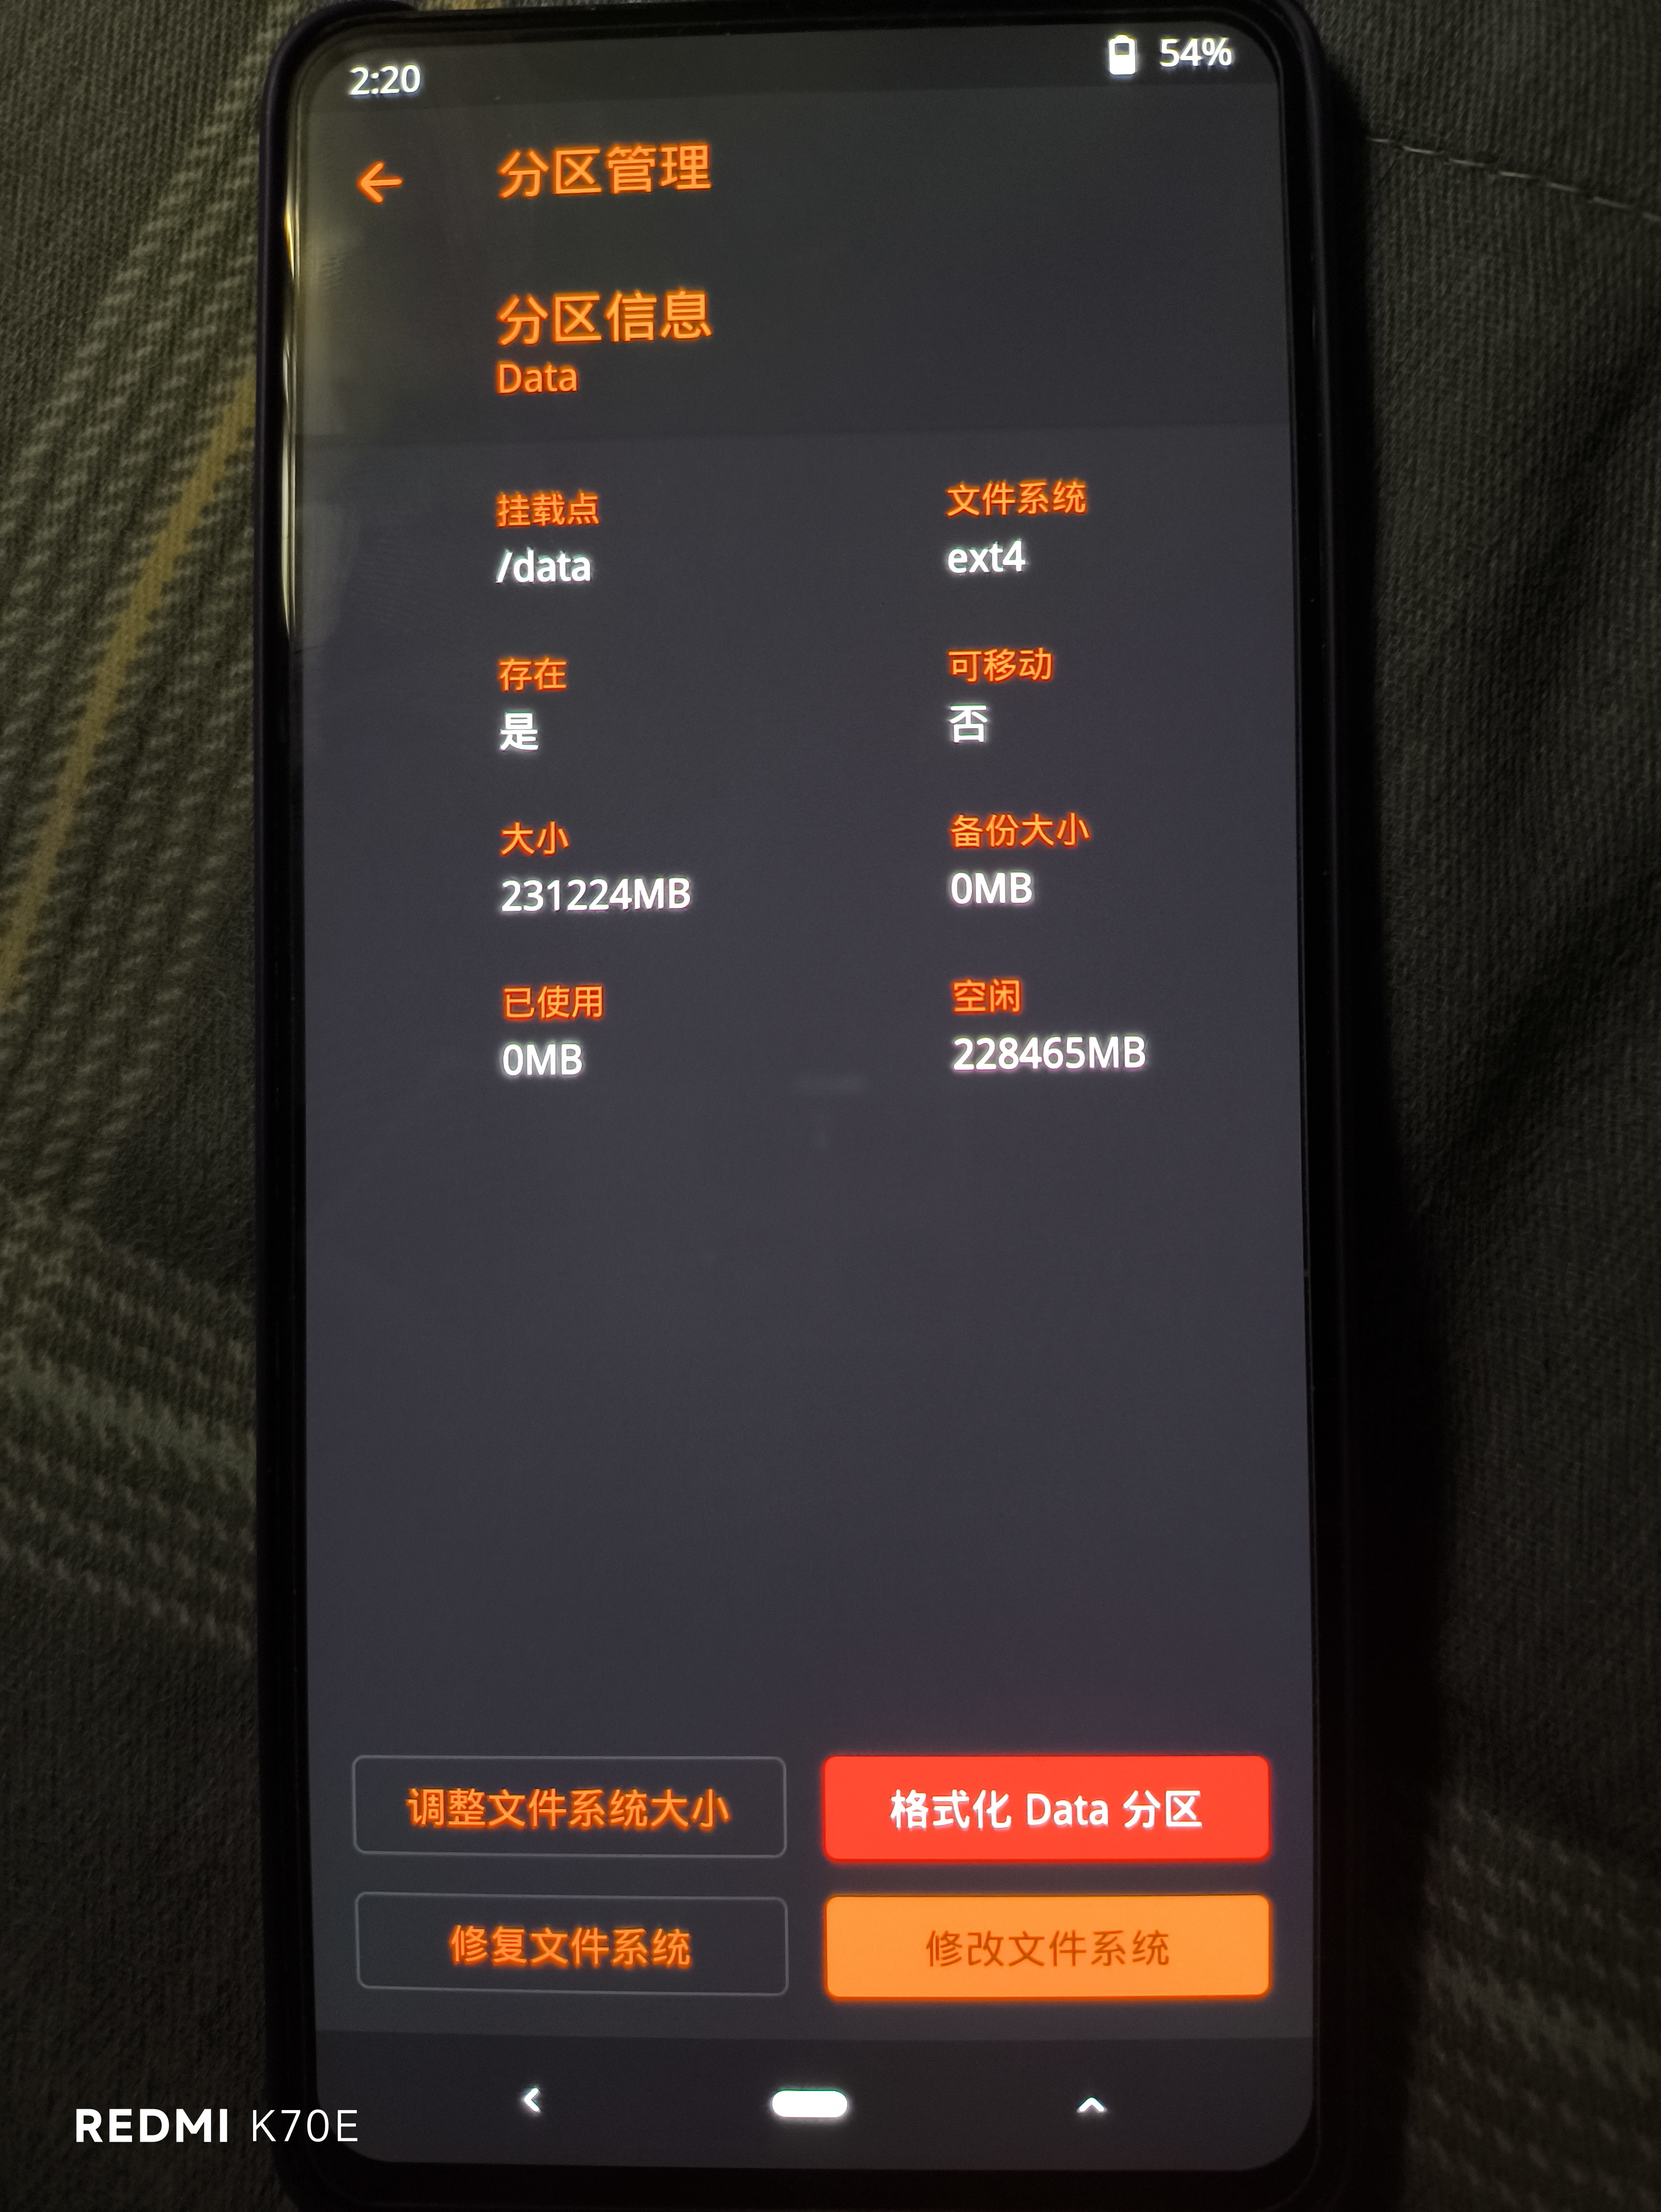 2:20
54%
分区管理
分区信息
Data
挂载点
文件系统
/data
ext4
存在
可移动
是
否
大小
备份大小
231224MB
0MB
已使用
空闲
0MB
228465MB
调整文件系统大小
格式化 Data 分区
修复文件系统
修改文件系统
REDMI K70E